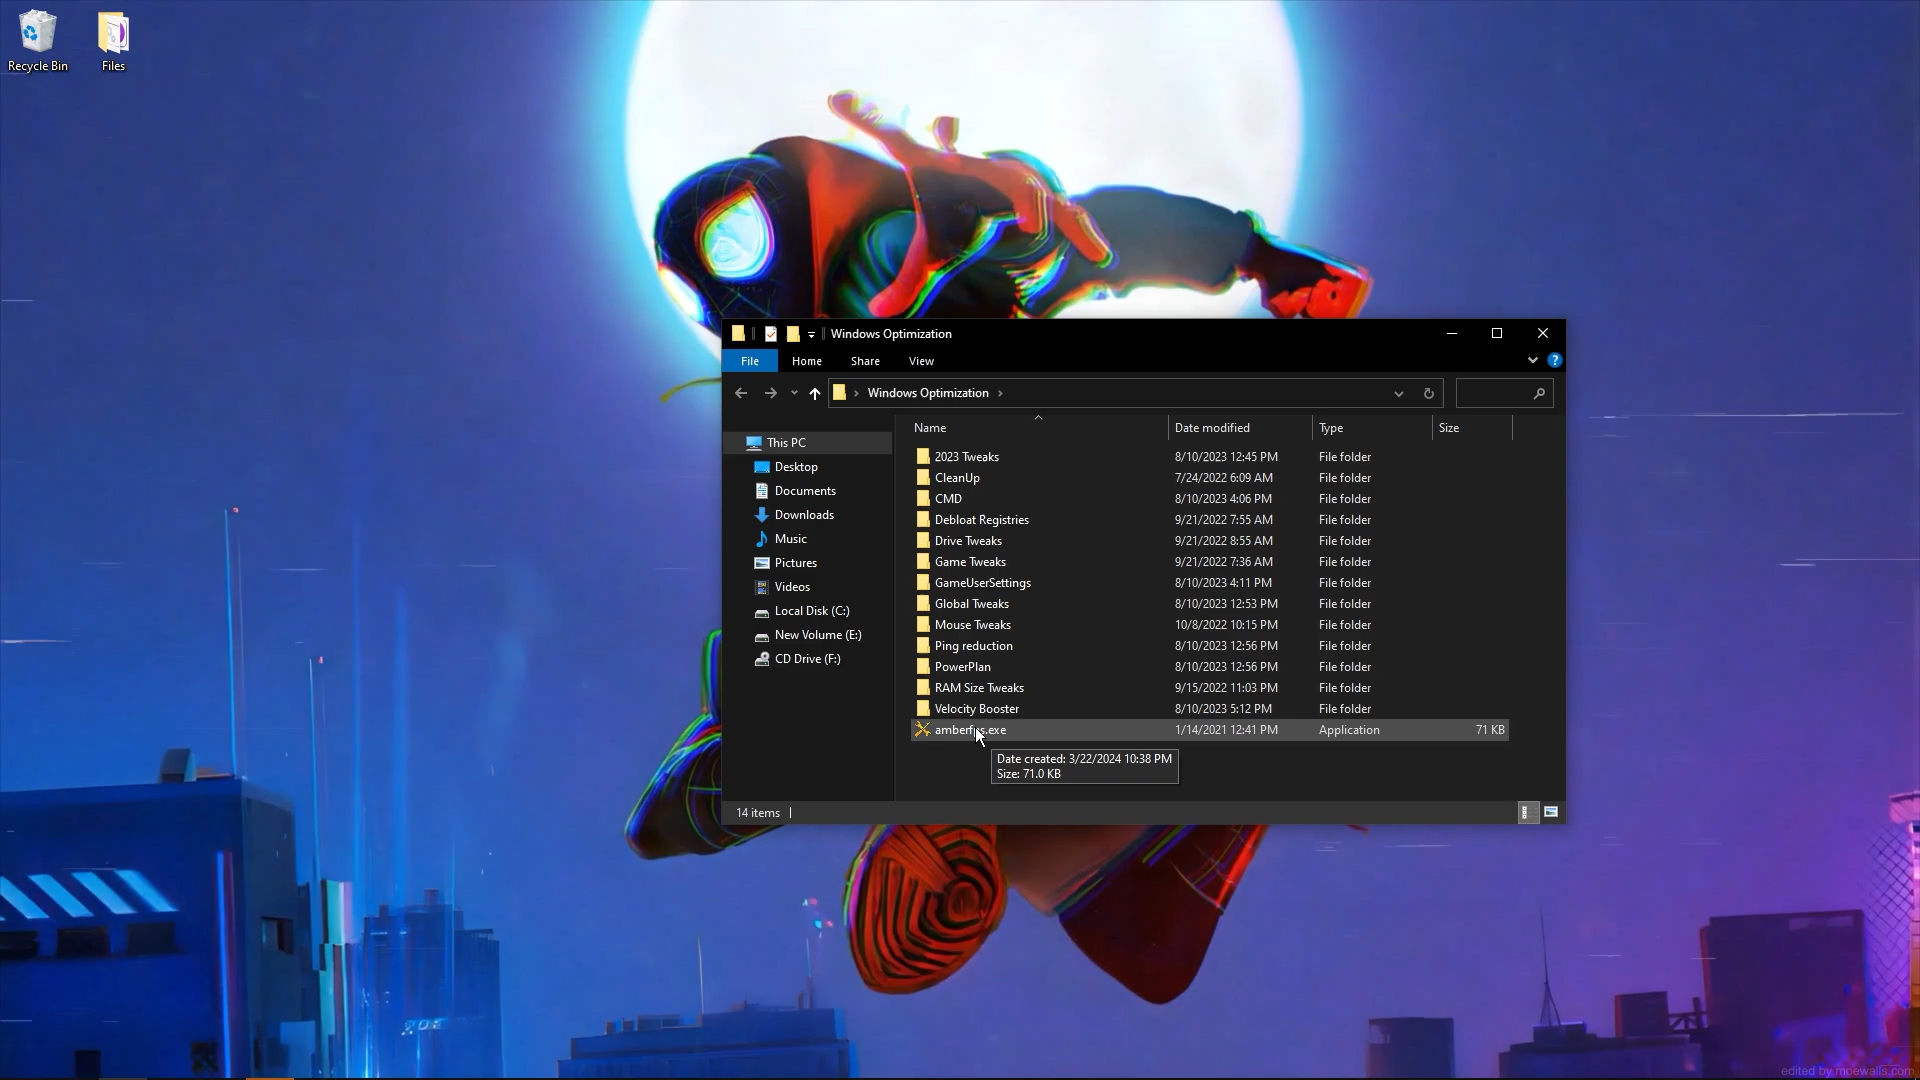 Recycle Bin
Files
Windows Optimization
File
Home
Share
View
Windows Optimization
Name
Date modified
Type
Size
This PC
Desktop
Documents
Downloads
Music
Pictures
Videos
Local Disk (C:)
New Volume (E:)
CD Drive (F:)
2023 Tweaks 8/10/2023 12:45 PM File folder
CleanUp 7/24/2022 6:09 AM File folder
CMD 8/10/2023 4:06 PM File folder
Debloat Registries 9/21/2022 7:55 AM File folder
Drive Tweaks 9/21/2022 8:55 AM File folder
Game Tweaks 9/21/2022 7:36 AM File folder
GameUserSettings 8/10/2023 4:11 PM File folder
Global Tweaks 8/10/2023 12:53 PM File folder
Mouse Tweaks 10/8/2022 10:15 PM File folder
Ping reduction 8/10/2023 12:56 PM File folder
PowerPlan 8/10/2023 12:56 PM File folder
RAM Size Tweaks 9/15/2022 11:03 PM File folder
Velocity Booster 8/10/2023 5:12 PM File folder
1/14/2021 12:41 PM Application 71 KB
Date created: 3/22/2024 10:38 PM
Size: 71.0 KB
14 items
edited by moewalls.com